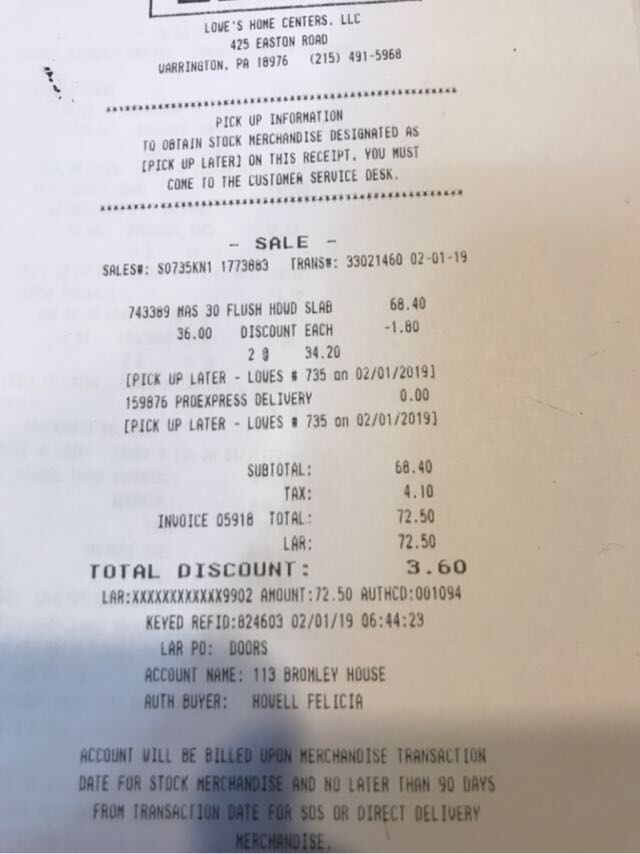 LOWE'S HOME CENTERS, LLC
425 EASTON ROAD
WARRINGTON, PA 18976 (215) 491-5968
****************************************************
PICK UP INFORMATION
TO OBTAIN STOCK MERCHANDISE DESIGNATED AS
[PICK UP LATER] ON THIS RECEIPT, YOU MUST
COME TO THE CUSTOMER SERVICE DESK.
****************************************************
- SALE -
SALES#: S0735KN1 1773883 TRANS#: 33021460 02-01-19
743389 MAS 30 FLUSH HDWD SLAB 68.40
36.00 DISCOUNT EACH -1.80
2 @ 34.20
[PICK UP LATER - LOWES # 735 on 02/01/2019]
159876 PROEXPRESS DELIVERY 0.00
[PICK UP LATER - LOWES # 735 on 02/01/2019]
SUBTOTAL: 68.40
TAX: 4.10
INVOICE 05918 TOTAL: 72.50
LAR: 72.50
TOTAL DISCOUNT: 3.60
LAR:XXXXXXXXXXXX9902 AMOUNT:72.50 AUTHCD:001094
KEYED REFID:824603 02/01/19 06:44:23
LAR PO: DOORS
ACCOUNT NAME: 113 BROMLEY HOUSE
AUTH BUYER: HOWELL FELICIA
ACCOUNT WILL BE BILLED UPON MERCHANDISE TRANSACTION
DATE FOR STOCK MERCHANDISE AND NO LATER THAN 90 DAYS
FROM TRANSACTION DATE FOR SOS OR DIRECT DELIVERY
MERCHANDISE.